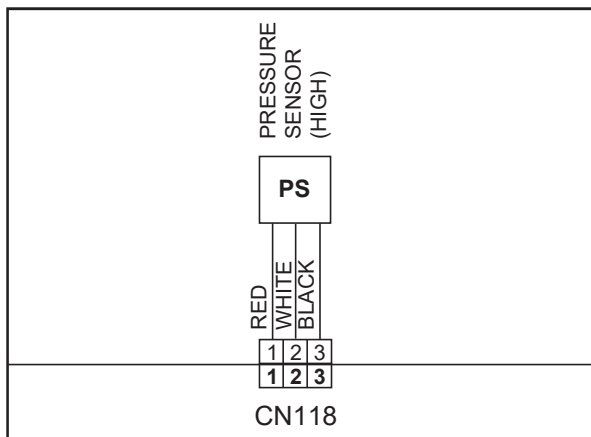 PRESSURE
SENSOR
(HIGH)
PS
RED
WHITE
BLACK
1 2 3
1 2 3
CN118